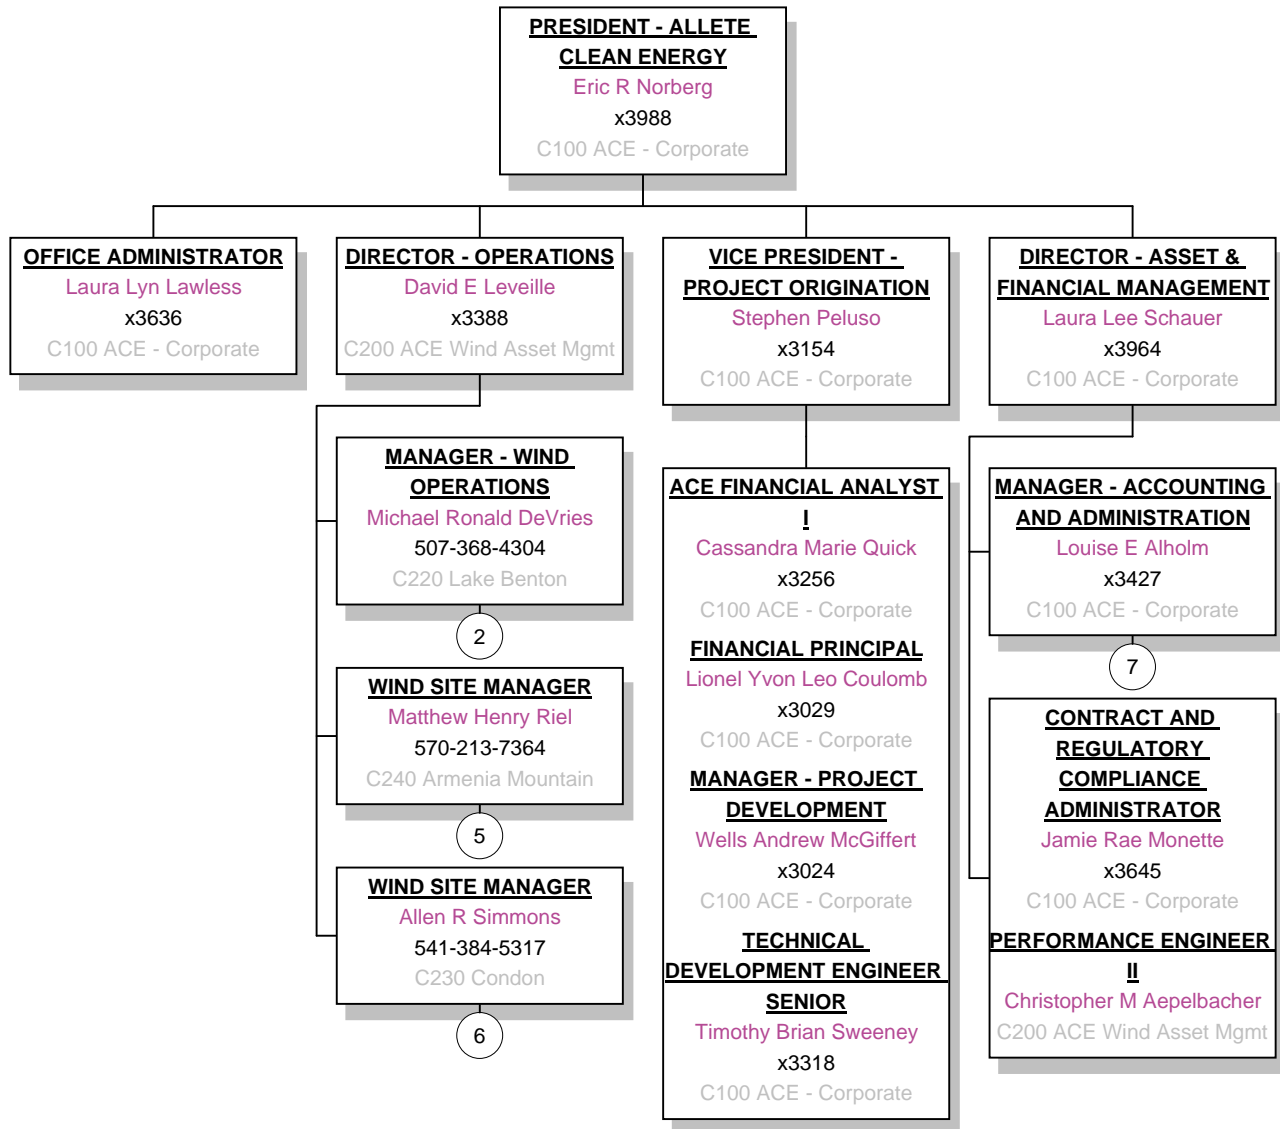 PRESIDENT - ALLETE
CLEAN ENERGY
Eric R Norberg
x3988
C100 ACE - Corporate
OFFICE ADMINISTRATOR
Laura Lyn Lawless
x3636
C100 ACE - Corporate
DIRECTOR - OPERATIONS
David E Leveille
x3388
C200 ACE Wind Asset Mgmt
VICE PRESIDENT -
PROJECT ORIGINATION
Stephen Peluso
x3154
C100 ACE - Corporate
DIRECTOR - ASSET &
FINANCIAL MANAGEMENT
Laura Lee Schauer
x3964
C100 ACE - Corporate
MANAGER - WIND
OPERATIONS
Michael Ronald DeVries
507-368-4304
C220 Lake Benton
2
WIND SITE MANAGER
Matthew Henry Riel
570-213-7364
C240 Armenia Mountain
5
WIND SITE MANAGER
Allen R Simmons
541-384-5317
C230 Condon
6
ACE FINANCIAL ANALYST
I
Cassandra Marie Quick
x3256
C100 ACE - Corporate
FINANCIAL PRINCIPAL
Lionel Yvon Leo Coulomb
x3029
C100 ACE - Corporate
MANAGER - PROJECT
DEVELOPMENT
Wells Andrew McGiffert
x3024
C100 ACE - Corporate
TECHNICAL
DEVELOPMENT ENGINEER
SENIOR
Timothy Brian Sweeney
x3318
C100 ACE - Corporate
MANAGER - ACCOUNTING
AND ADMINISTRATION
Louise E Alholm
x3427
C100 ACE - Corporate
7
CONTRACT AND
REGULATORY
COMPLIANCE
ADMINISTRATOR
Jamie Rae Monette
x3645
C100 ACE - Corporate
PERFORMANCE ENGINEER
II
Christopher M Aepelbacher
C200 ACE Wind Asset Mgmt